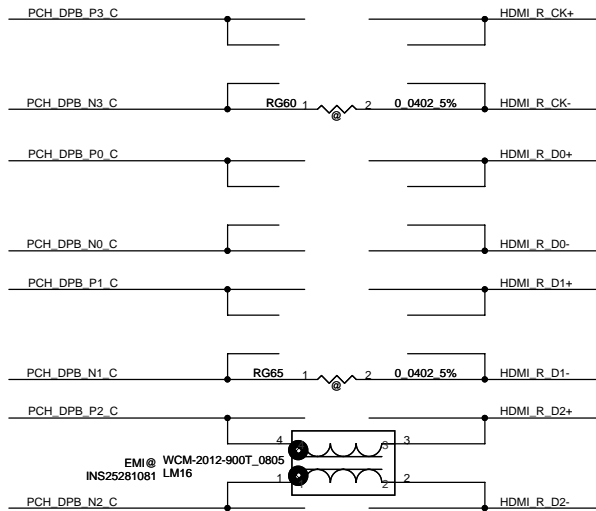 PCH_DPB_P3_C HDMI_R_CK+
PCH_DPB_N3_C RG60 1 2 0_0402_5% HDMI_R_CK-
@
PCH_DPB_P0_C HDMI_R_D0+
PCH_DPB_N0_C HDMI_R_D0-
PCH_DPB_P1_C HDMI_R_D1+
PCH_DPB_N1_C RG65 1 2 0_0402_5% HDMI_R_D1-
@
PCH_DPB_P2_C HDMI_R_D2+
4 3 3
EMI@ WCM-2012-900T_0805
INS25281081 LM16
1 2 2
PCH_DPB_N2_C HDMI_R_D2-